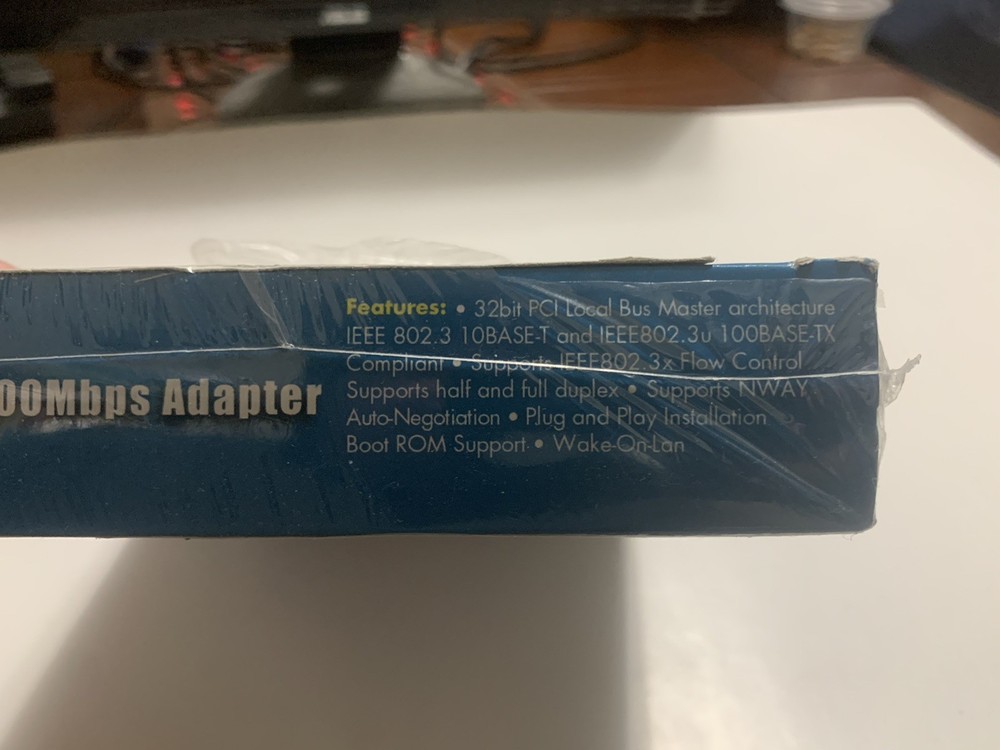 Features: • 32bit PCI Local Bus Master architecture
IEEE 802.3 10BASE-T and IEEE802.3u 100BASE-TX
Compliant • Supports IEEE802.3x Flow Control
Supports half and full duplex • Supports NWAY
Auto-Negotiation • Plug and Play Installation
Boot ROM Support • Wake-On-Lan
00Mbps Adapter